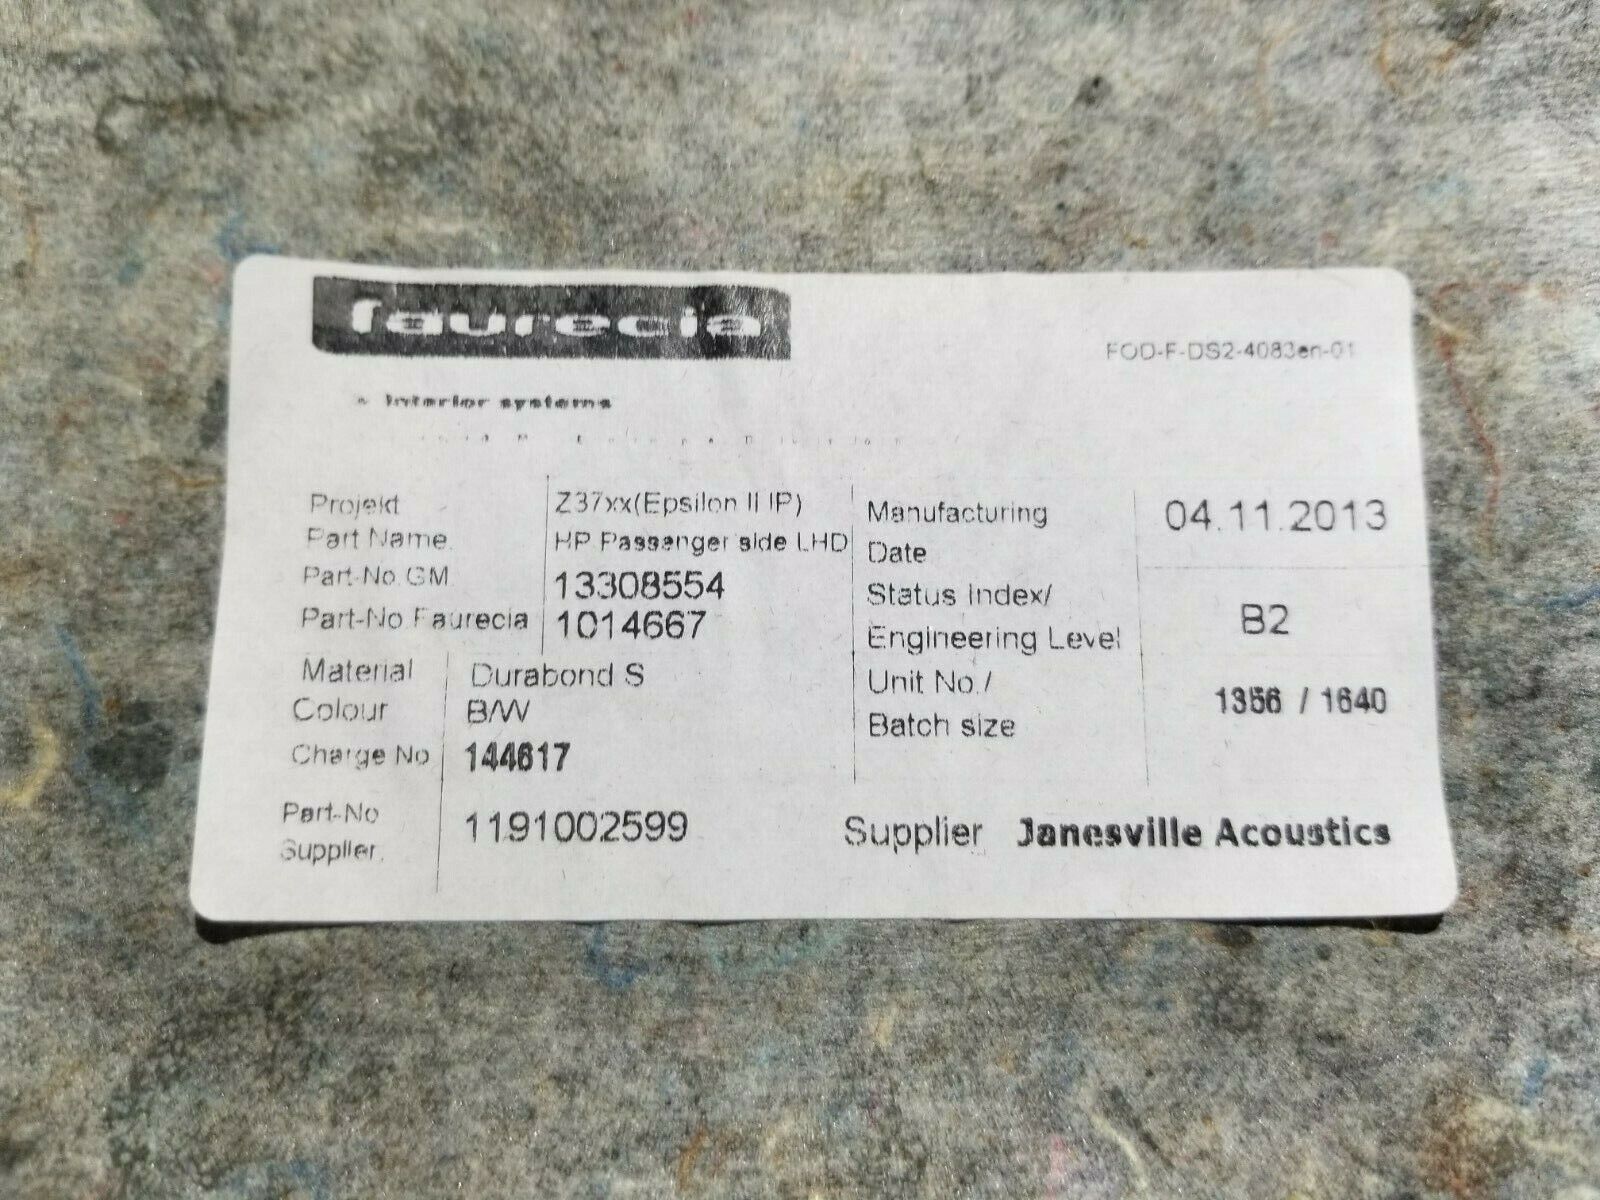 faurecia
FOD-F-DS2-4083en-01
Interior systems
Projekt Z37xx(Epsilon II IP)
Part Name. HP Passenger side LHD
Part-No.GM. 13308554
Part-No Faurecia 1014667
Material Durabond S
Colour B/W
Charge No 144617
Part-No
Supplier. 1191002599
Manufacturing
Date 04.11.2013
Status Index/
Engineering Level B2
Unit No./
Batch size 1356 / 1640
Supplier Janesville Acoustics